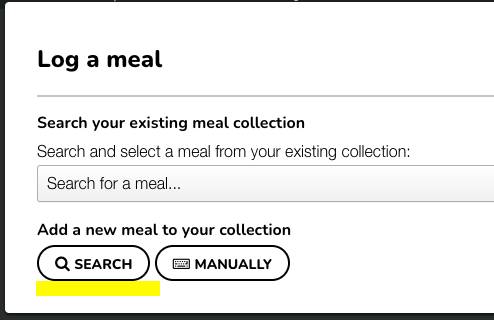 Log a meal
Search your existing meal collection
Search and select a meal from your existing collection:
Search for a meal...
Add a new meal to your collection
SEARCH MANUALLY